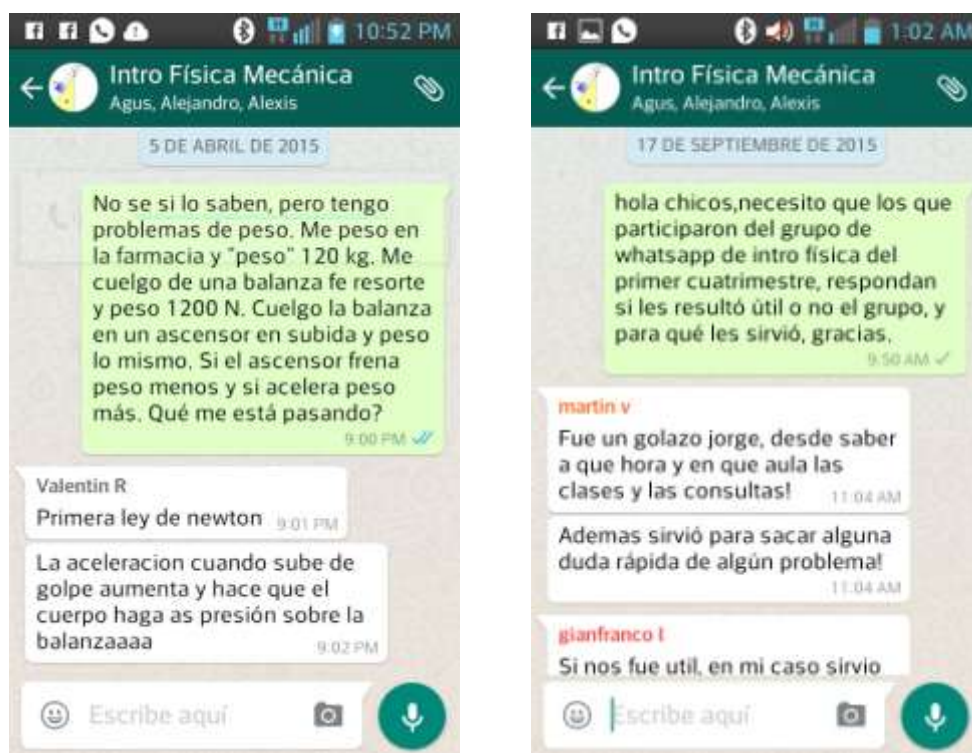 10:52 PM
Intro Física Mecánica
Agus, Alejandro, Alexis
5 DE ABRIL DE 2015
No se si lo saben, pero tengo
problemas de peso. Me peso en
la farmacia y "peso" 120 kg. Me
cuelgo de una balanza fe resorte
y peso 1200 N. Cuelgo la balanza
en un ascensor en subida y peso
lo mismo. Si el ascensor frena
peso menos y si acelera peso
más. Qué me está pasando?
9:00 PM
Valentin R
Primera ley de newton 9:01 PM
La aceleracion cuando sube de
golpe aumenta y hace que el
cuerpo haga as presión sobre la
balanzaaaa
9:02 PM
Escribe aquí
1:02 AM
Intro Física Mecánica
Agus, Alejandro, Alexis
17 DE SEPTIEMBRE DE 2015
hola chicos,necesito que los que
participaron del grupo de
whatsapp de intro física del
primer cuatrimestre, respondan
si les resultó útil o no el grupo, y
para qué les sirvió, gracias.
9:50 AM
martin v
Fue un golazo jorge, desde saber
a que hora y en que aula las
clases y las consultas! 11:04 AM
Ademas sirvió para sacar alguna
duda rápida de algún problema!
11:04 AM
gianfranco l
Si nos fue util, en mi caso sirvio
Escribe aquí